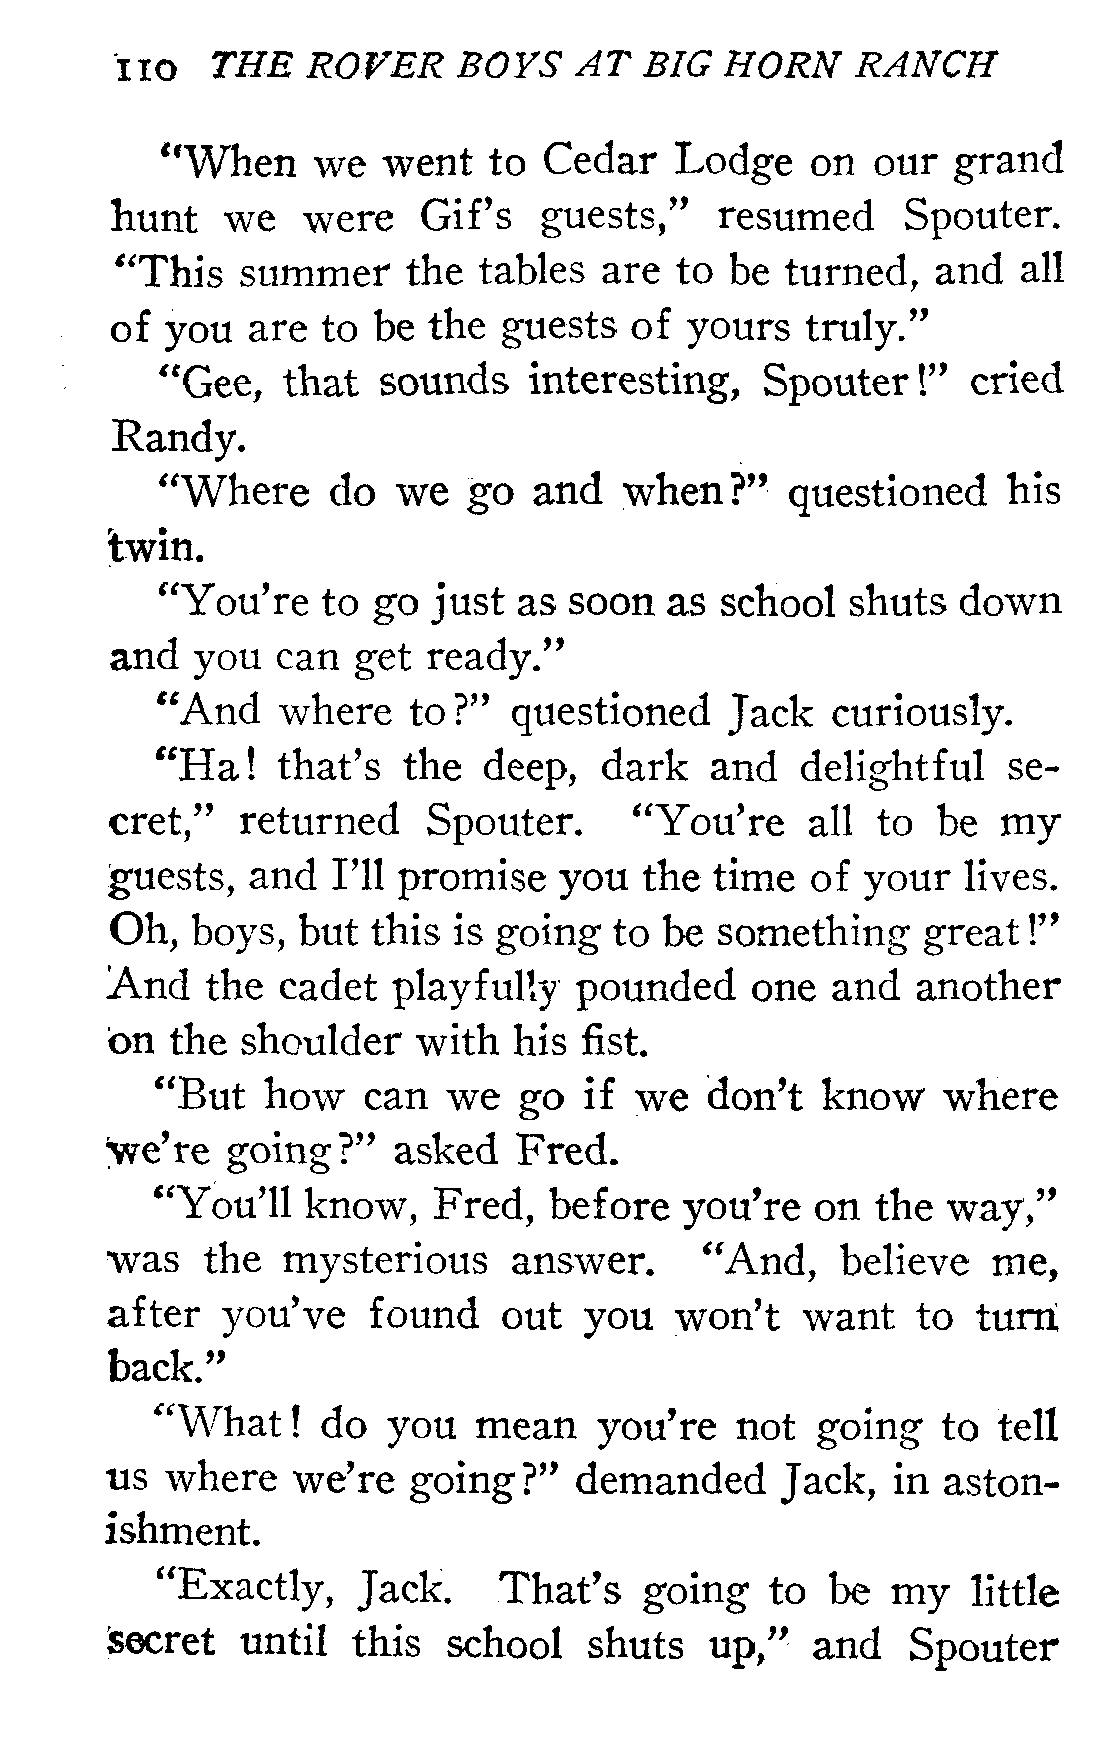 110 THE ROVER BOYS AT BIG HORN RANCH
"When we went to Cedar Lodge on our grand
hunt we were Gif's guests," resumed Spouter.
"This summer the tables are to be turned, and all
of you are to be the guests of yours truly."
"Gee, that sounds interesting, Spouter!" cried
Randy.
"Where do we go and when?" questioned his
twin.
"You're to go just as soon as school shuts down
and you can get ready."
"And where to?" questioned Jack curiously.
"Ha! that's the deep, dark and delightful se-
cret," returned Spouter. "You're all to be my
guests, and I'll promise you the time of your lives.
Oh, boys, but this is going to be something great!"
And the cadet playfully pounded one and another
on the shoulder with his fist.
"But how can we go if we don't know where
we're going?" asked Fred.
"You'll know, Fred, before you're on the way,"
was the mysterious answer. "And, believe me,
after you've found out you won't want to turn
back."
"What! do you mean you're not going to tell
us where we're going?" demanded Jack, in aston-
ishment.
"Exactly, Jack. That's going to be my little
secret until this school shuts up," and Spouter